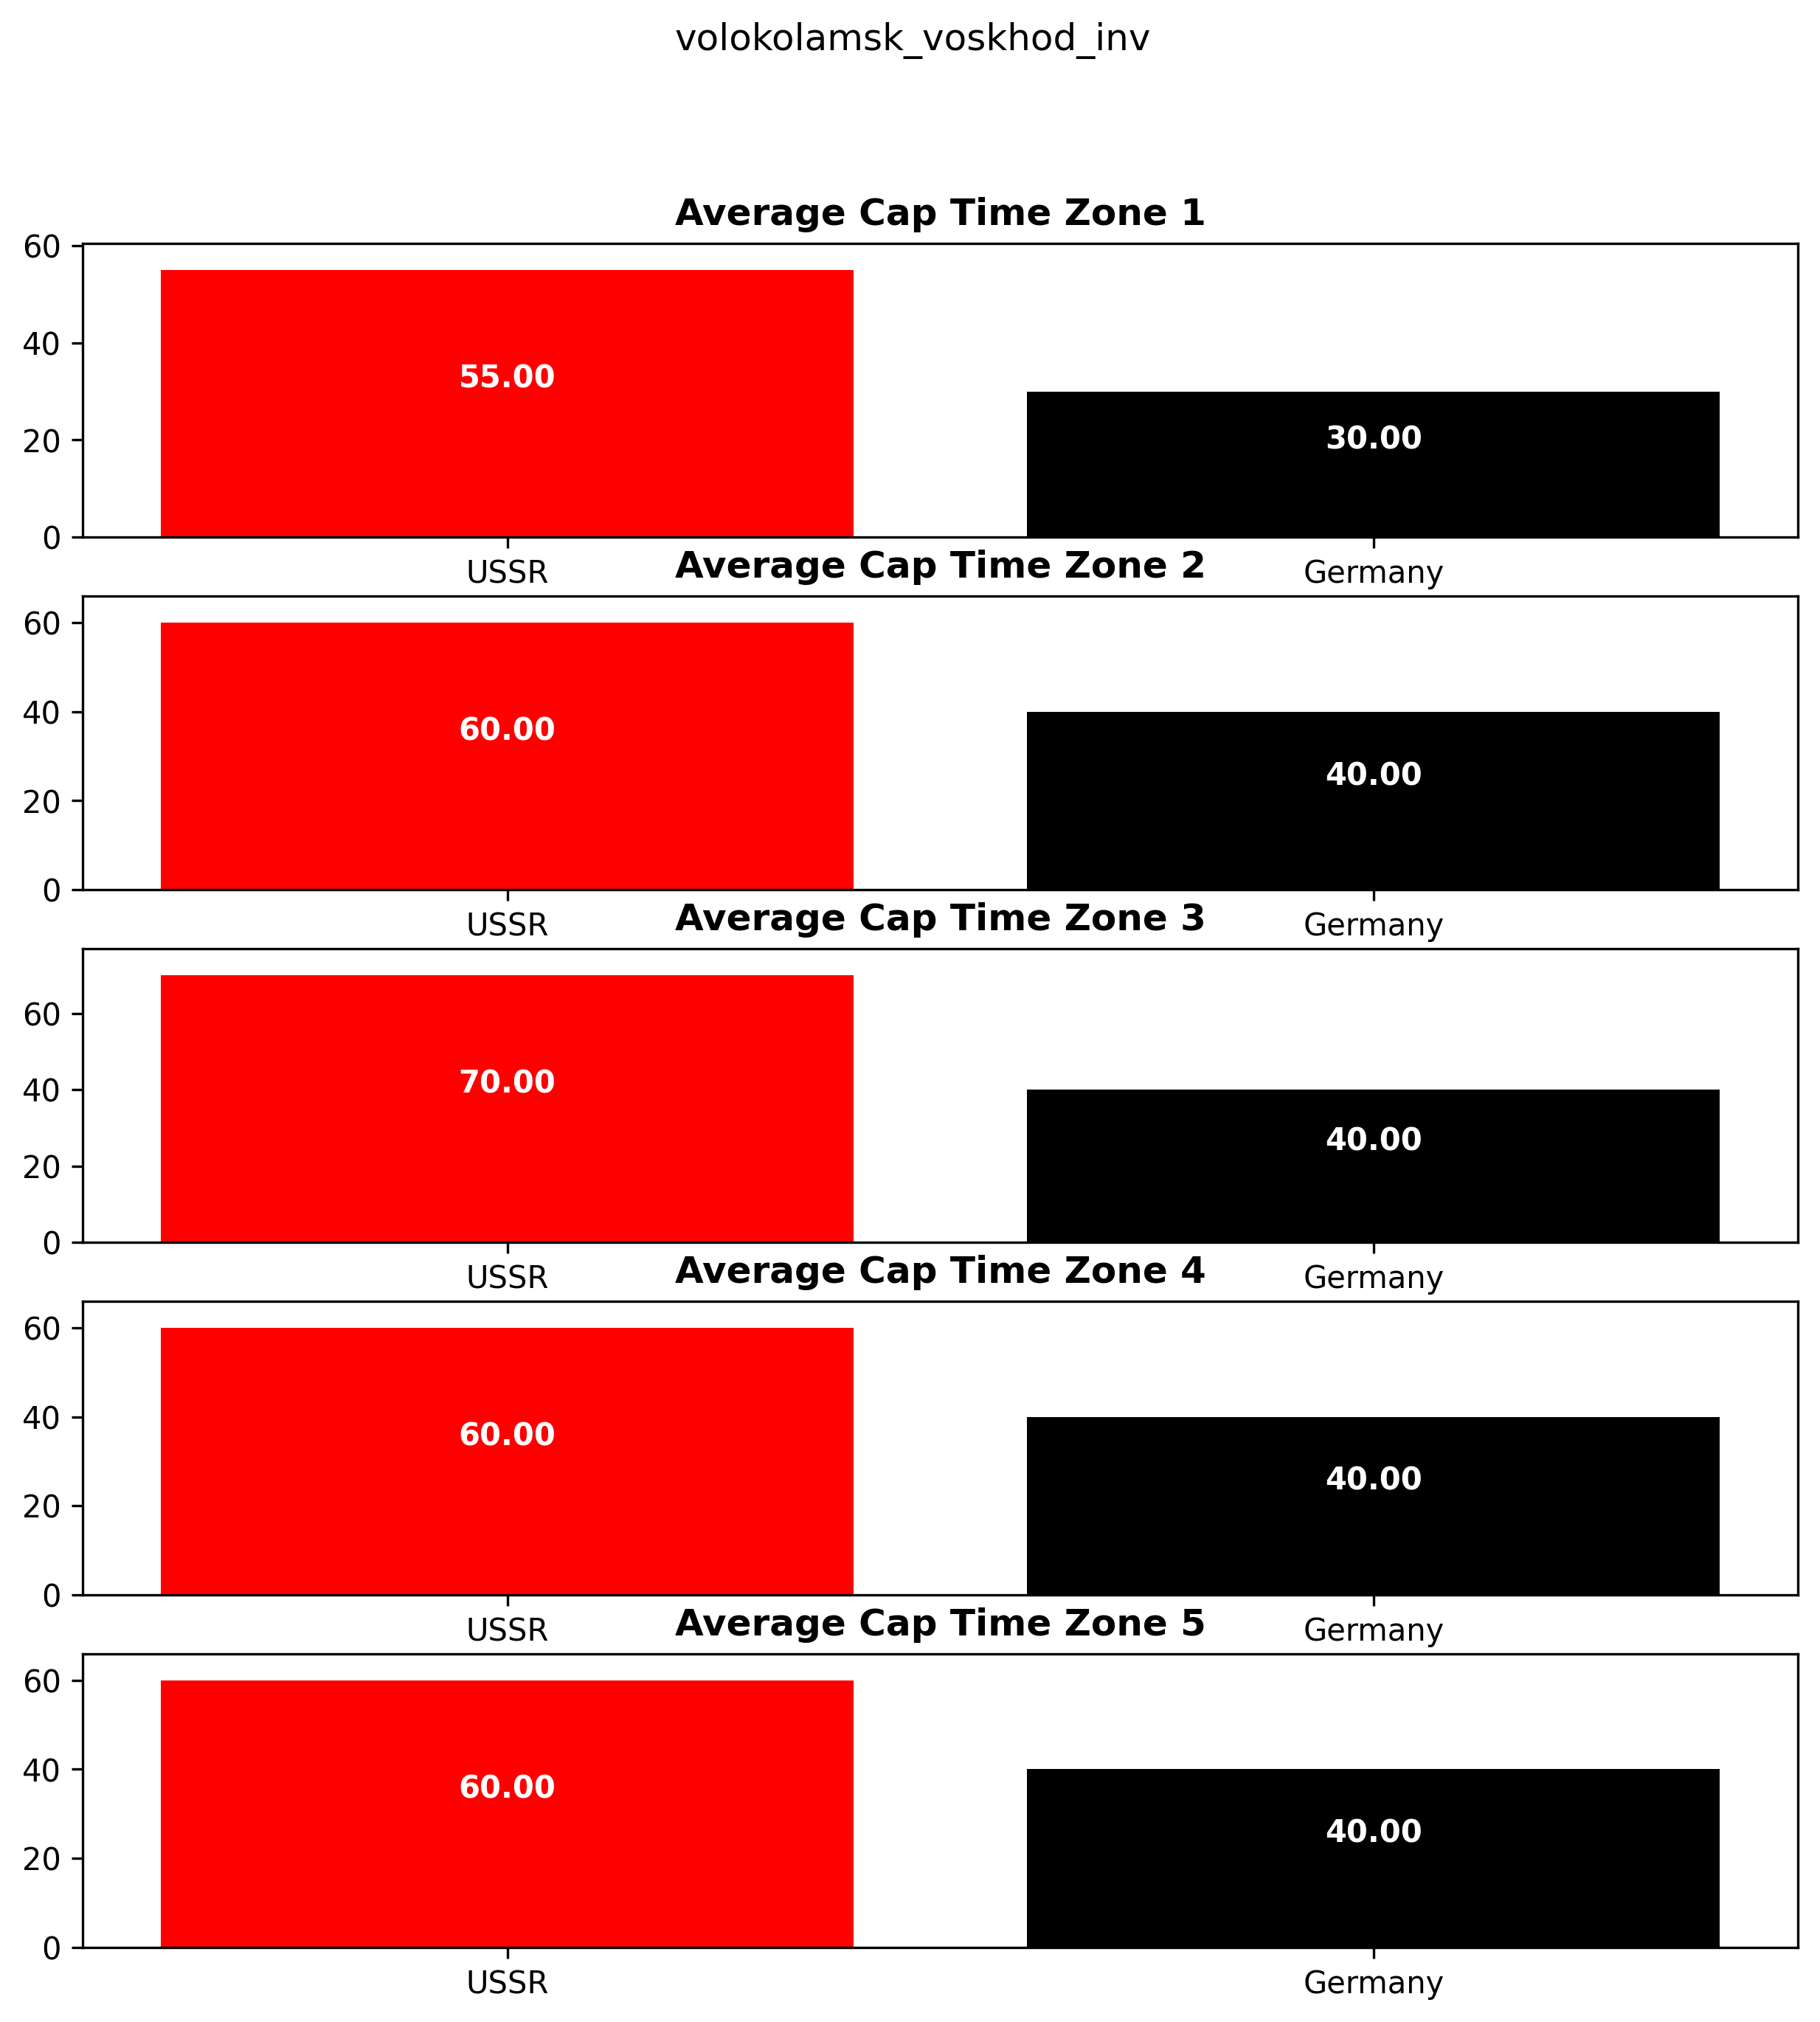 volokolamsk_voskhod_inv
Average Cap Time Zone 1
60
40
20
0
55.00
30.00
USSR
Germany
Average Cap Time Zone 2
60
40
20
0
60.00
40.00
USSR
Germany
Average Cap Time Zone 3
60
40
20
0
70.00
40.00
USSR
Germany
Average Cap Time Zone 4
60
40
20
0
60.00
40.00
USSR
Germany
Average Cap Time Zone 5
60
40
20
0
60.00
40.00
USSR
Germany